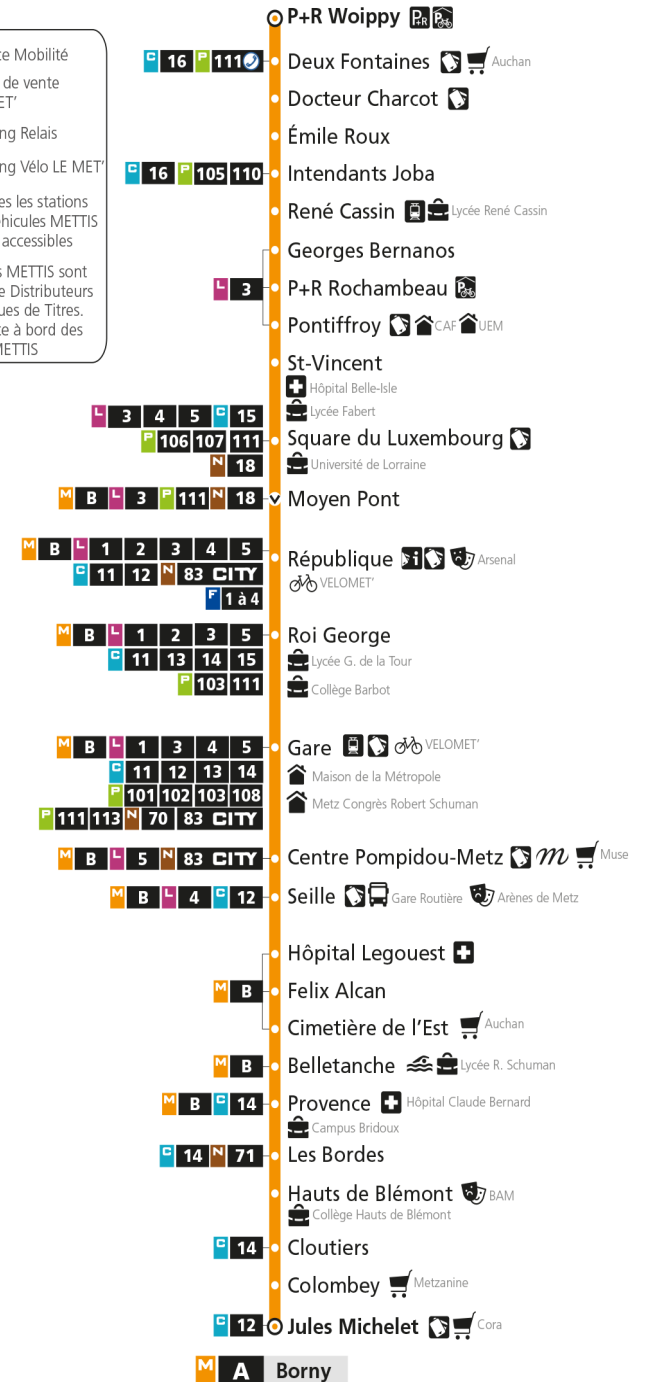 P+R Woippy P R P
te Mobilité
de vente
ET'
ng Relais
ng Vélo LE MET'
es les stations
éhicules METTIS
accessibles
s METTIS sont
e Distributeurs
ues de Titres.
te à bord des
METTIS
C 16 P 111 Deux Fontaines Auchan
Docteur Charcot
Émile Roux
C 16 P 105 110 Intendants Joba
René Cassin Lycée René Cassin
Georges Bernanos
L 3 P+R Rochambeau P
Pontiffroy CAF UEM
St-Vincent
Hôpital Belle-Isle
Lycée Fabert
L 3 4 5 C 15
P 106 107 111 Square du Luxembourg
N 18 Université de Lorraine
M B L 3 P 111 N 18 Moyen Pont
M B L 1 2 3 4 5
République i Arsenal
C 11 12 N 83 CITY
VELOMET'
F 1 à 4
M B L 1 2 3 5 Roi George
C 11 13 14 15 Lycée G. de la Tour
P 103 111 Collège Barbot
M B L 1 3 4 5 Gare VELOMET'
C 11 12 13 14 Maison de la Métropole
P 101 102 103 108 Metz Congrès Robert Schuman
P 111 113 N 70 83 CITY
M B L 5 N 83 CITY Centre Pompidou-Metz m Muse
M B L 4 C 12 Seille Gare Routière Arènes de Metz
Hôpital Legouest
M B Felix Alcan
Cimetière de l'Est Auchan
M B Belletanche Lycée R. Schuman
M B C 14 Provence Hôpital Claude Bernard
Campus Bridoux
C 14 N 71 Les Bordes
Hauts de Blémont BAM
Collège Hauts de Blémont
C 14 Cloutiers
Colombey Metzanine
C 12 Jules Michelet Cora
M A Borny